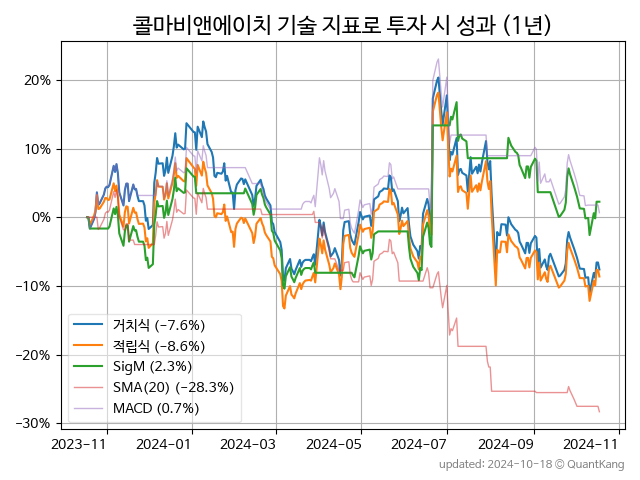 콜마비앤에이치 기술 지표로 투자 시 성과 (1년)
20%
10%
0%
−10%
−20%
−30%
거치식 (−7.6%)
적립식 (−8.6%)
SigM (2.3%)
SMA(20) (−28.3%)
MACD (0.7%)
2023-11 2024-01 2024-03 2024-05 2024-07 2024-09 2024-11
updated: 2024-10-18 © QuantKang